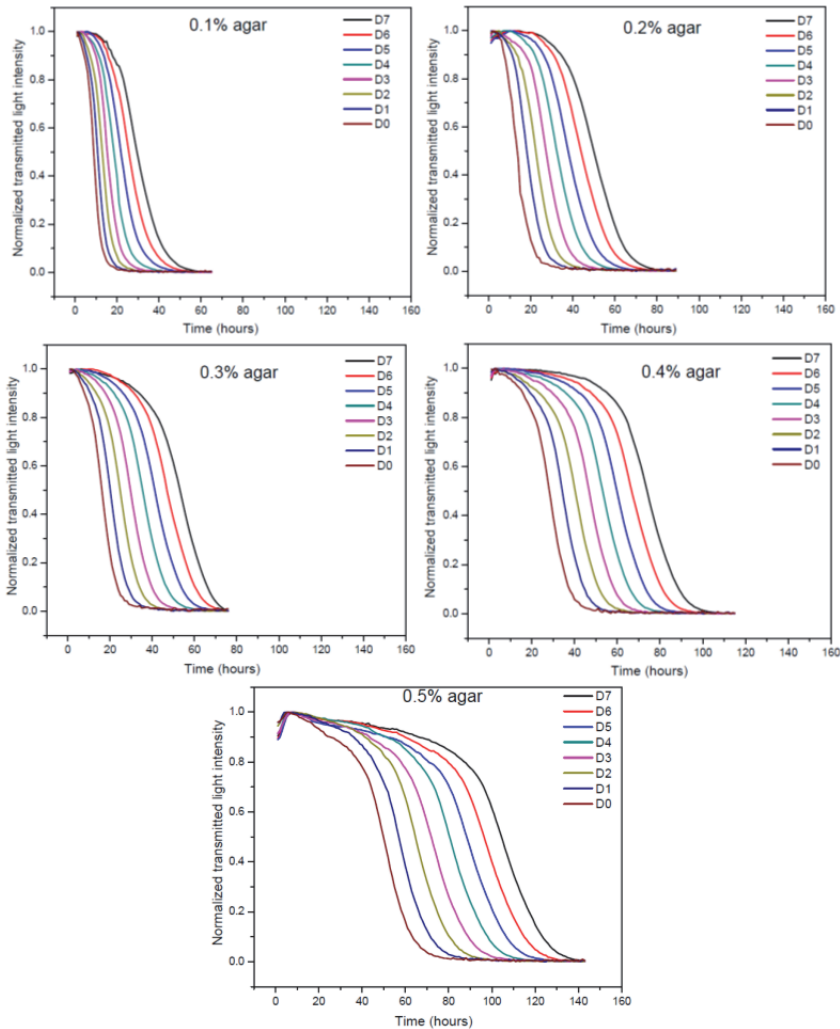 0.1% agar
D7
D6
D5
D4
D3
D2
D1
D0
Normalized transmitted light intensity
1.0
0.8
0.6
0.4
0.2
0.0
0 20 40 60 80 100 120 140 160
Time (hours)
0.2% agar
D7
D6
D5
D4
D3
D2
D1
D0
Normalized transmitted light intensity
1.0
0.8
0.6
0.4
0.2
0.0
0 20 40 60 80 100 120 140 160
Time (hours)
0.3% agar
D7
D6
D5
D4
D3
D2
D1
D0
Normalized transmitted light intensity
1.0
0.8
0.6
0.4
0.2
0.0
0 20 40 60 80 100 120 140 160
Time (hours)
0.4% agar
D7
D6
D5
D4
D3
D2
D1
D0
Normalized transmitted light intensity
1.0
0.8
0.6
0.4
0.2
0.0
0 20 40 60 80 100 120 140 160
Time (hours)
0.5% agar
D7
D6
D5
D4
D3
D2
D1
D0
Normalized transmitted light intensity
1.0
0.8
0.6
0.4
0.2
0.0
0 20 40 60 80 100 120 140 160
Time (hours)